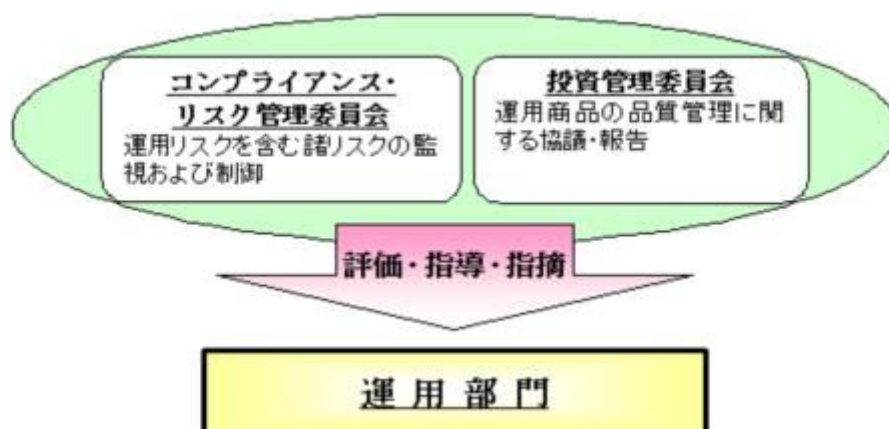 コンプライアンス・
リスク管理委員会
運用リスクを含む諸リスクの監
視および制御
投資管理委員会
運用商品の品質管理に関
する協議・報告
評価・指導・指摘
運用部門